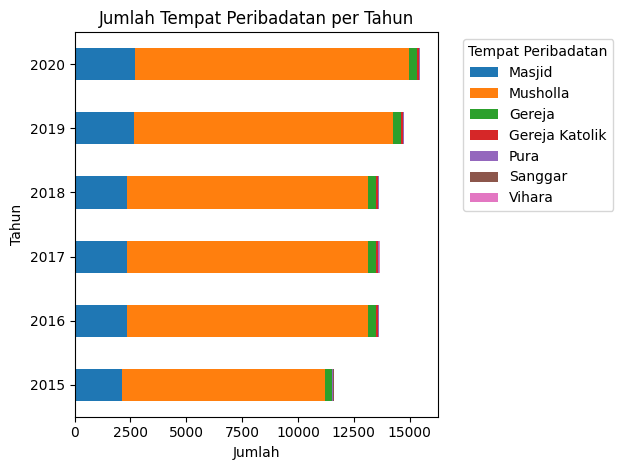 Jumlah Tempat Peribadatan per Tahun
Tahun
2020
2019
2018
2017
2016
2015
0 2500 5000 7500 10000 12500 15000
Jumlah
Tempat Peribadatan
Masjid
Musholla
Gereja
Gereja Katolik
Pura
Sanggar
Vihara